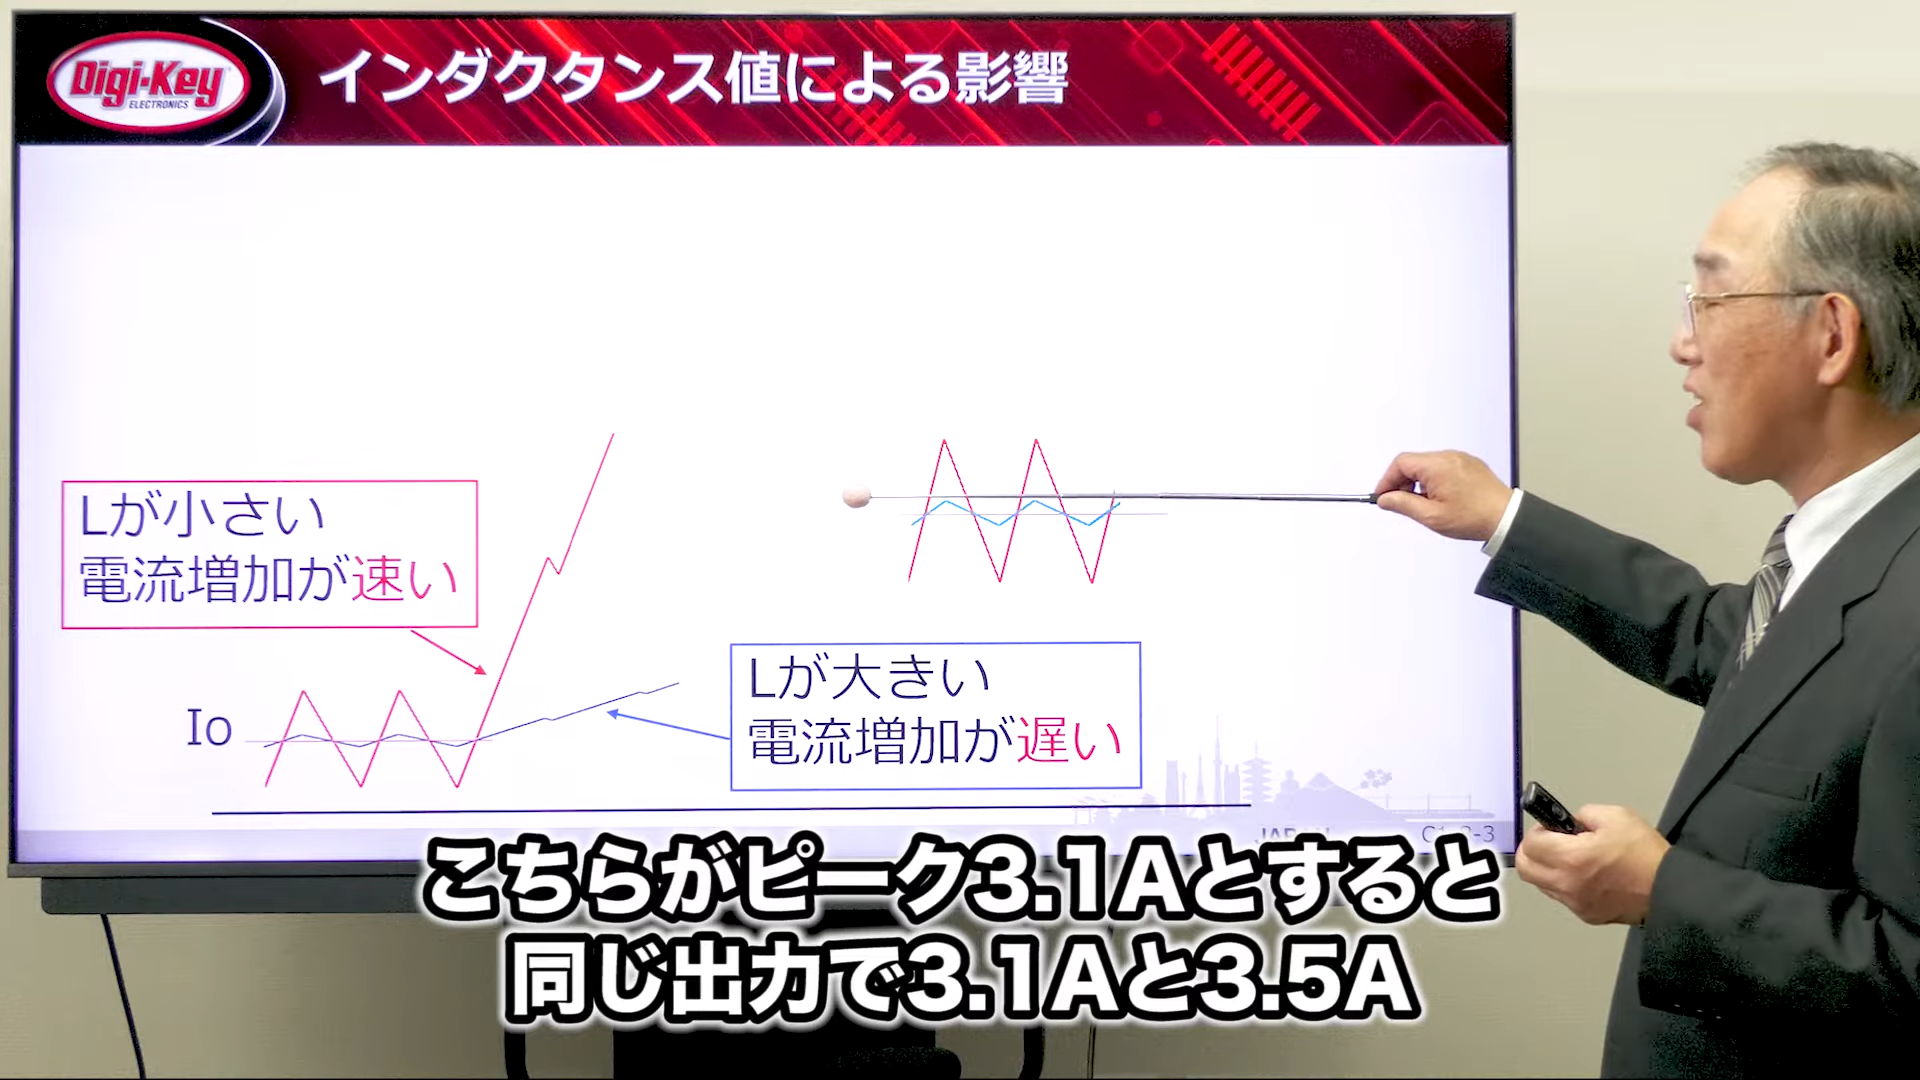 Digi-Key
ELECTRONICS
インダクタンス値による影響
Lが小さい
電流増加が速い
Io
Lが大きい
電流増加が遅い
こちらがピーク3.1Aとすると
同じ出力で3.1Aと3.5A